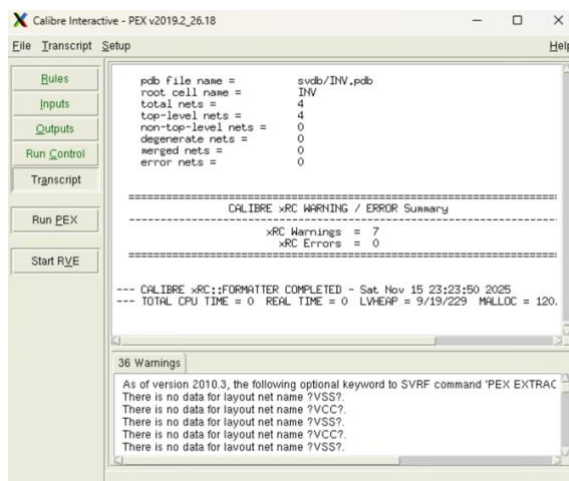 Calibre Interactive - PEX v2019.2_26.18
File Transcript Setup Help
Rules
Inputs
Outputs
Run Control
Transcript
Run PEX
Start RVE
pdb file name = svdb/INV.pdb
root cell name = INV
total nets = 4
top-level nets = 4
non-top-level nets = 0
degenerate nets = 0
merged nets = 0
error nets = 0
CALIBRE xRC WARNING / ERROR Summary
xRC Warnings = 7
xRC Errors = 0
--- CALIBRE xRC::FORMATTER COMPLETED - Sat Nov 15 23:23:50 2025
--- TOTAL CPU TIME = 0 REAL TIME = 0 LVHEAP = 9/19/229 MALLOC = 120.
36 Warnings
As of version 2010.3, the following optional keyword to SVRF command 'PEX EXTRAC
There is no data for layout net name ?VSS?.
There is no data for layout net name ?VCC?.
There is no data for layout net name ?VSS?.
There is no data for layout net name ?VCC?.
There is no data for layout net name ?VSS?.